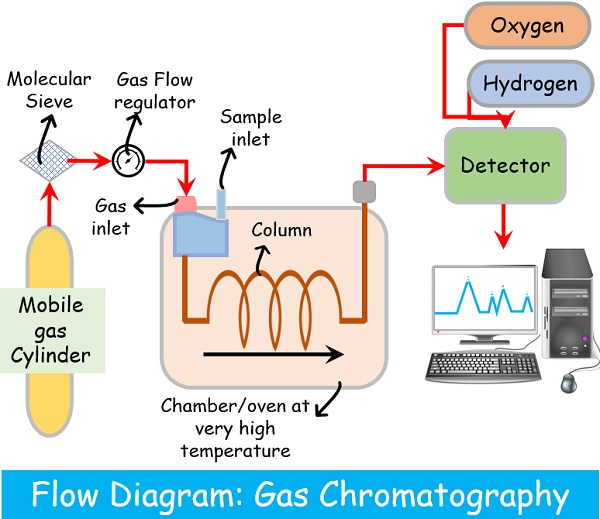 Oxygen
Hydrogen
Molecular
Sieve
Gas Flow
regulator
Sample
inlet
Detector
Gas
inlet
Column
Mobile
gas
Cylinder
Chamber/oven at
very high
temperature
Flow Diagram: Gas Chromatography